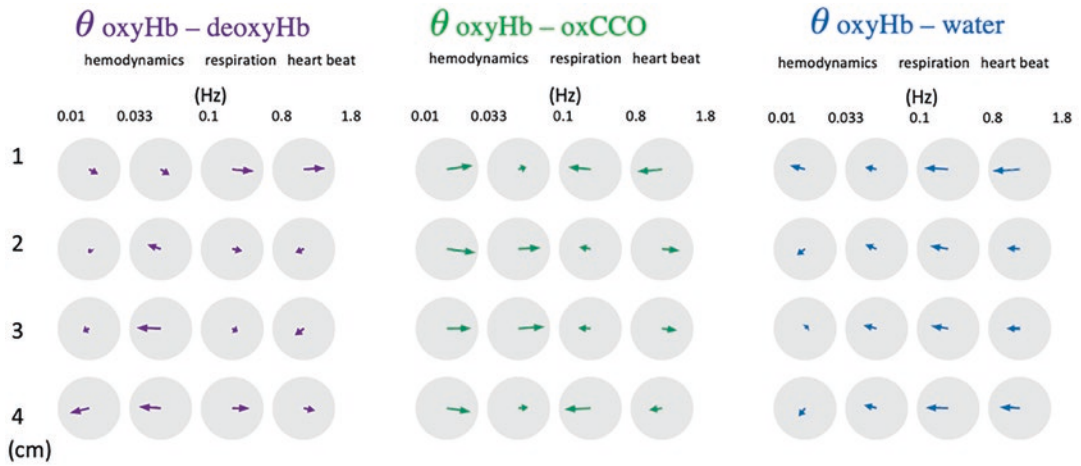 θ oxyHb – deoxyHb
hemodynamics respiration heart beat
(Hz)
0.01 0.033 0.1 0.8 1.8
θ oxyHb – oxCCO
hemodynamics respiration heart beat
(Hz)
0.01 0.033 0.1 0.8 1.8
θ oxyHb – water
hemodynamics respiration heart beat
(Hz)
0.01 0.033 0.1 0.8 1.8
1
2
3
4
(cm)